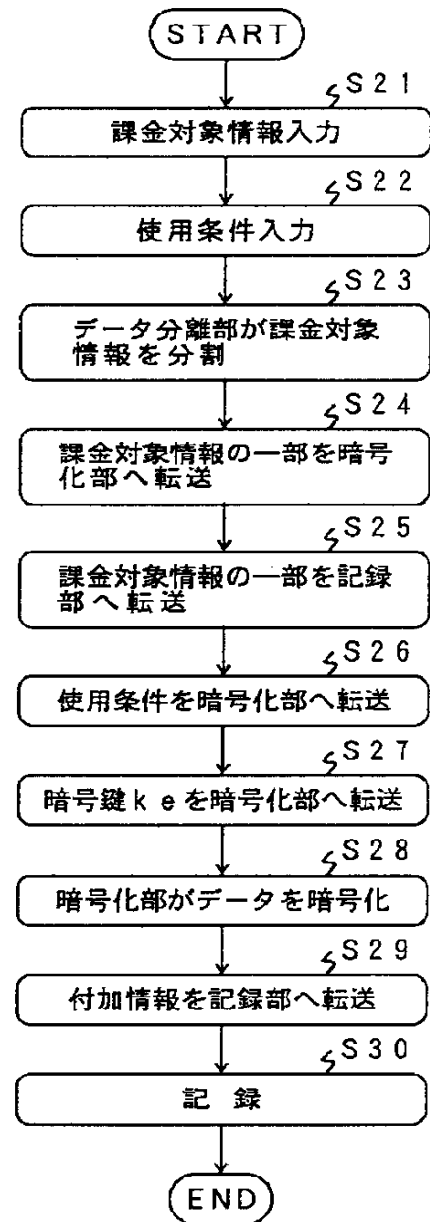 START
S21
課金対象情報入力
S22
使用条件入力
S23
データ分離部が課金対象
情報を分割
S24
課金対象情報の一部を暗号
化部へ転送
S25
課金対象情報の一部を記録
部へ転送
S26
使用条件を暗号化部へ転送
S27
暗号鍵keを暗号化部へ転送
S28
暗号化部がデータを暗号化
S29
付加情報を記録部へ転送
S30
記録
END